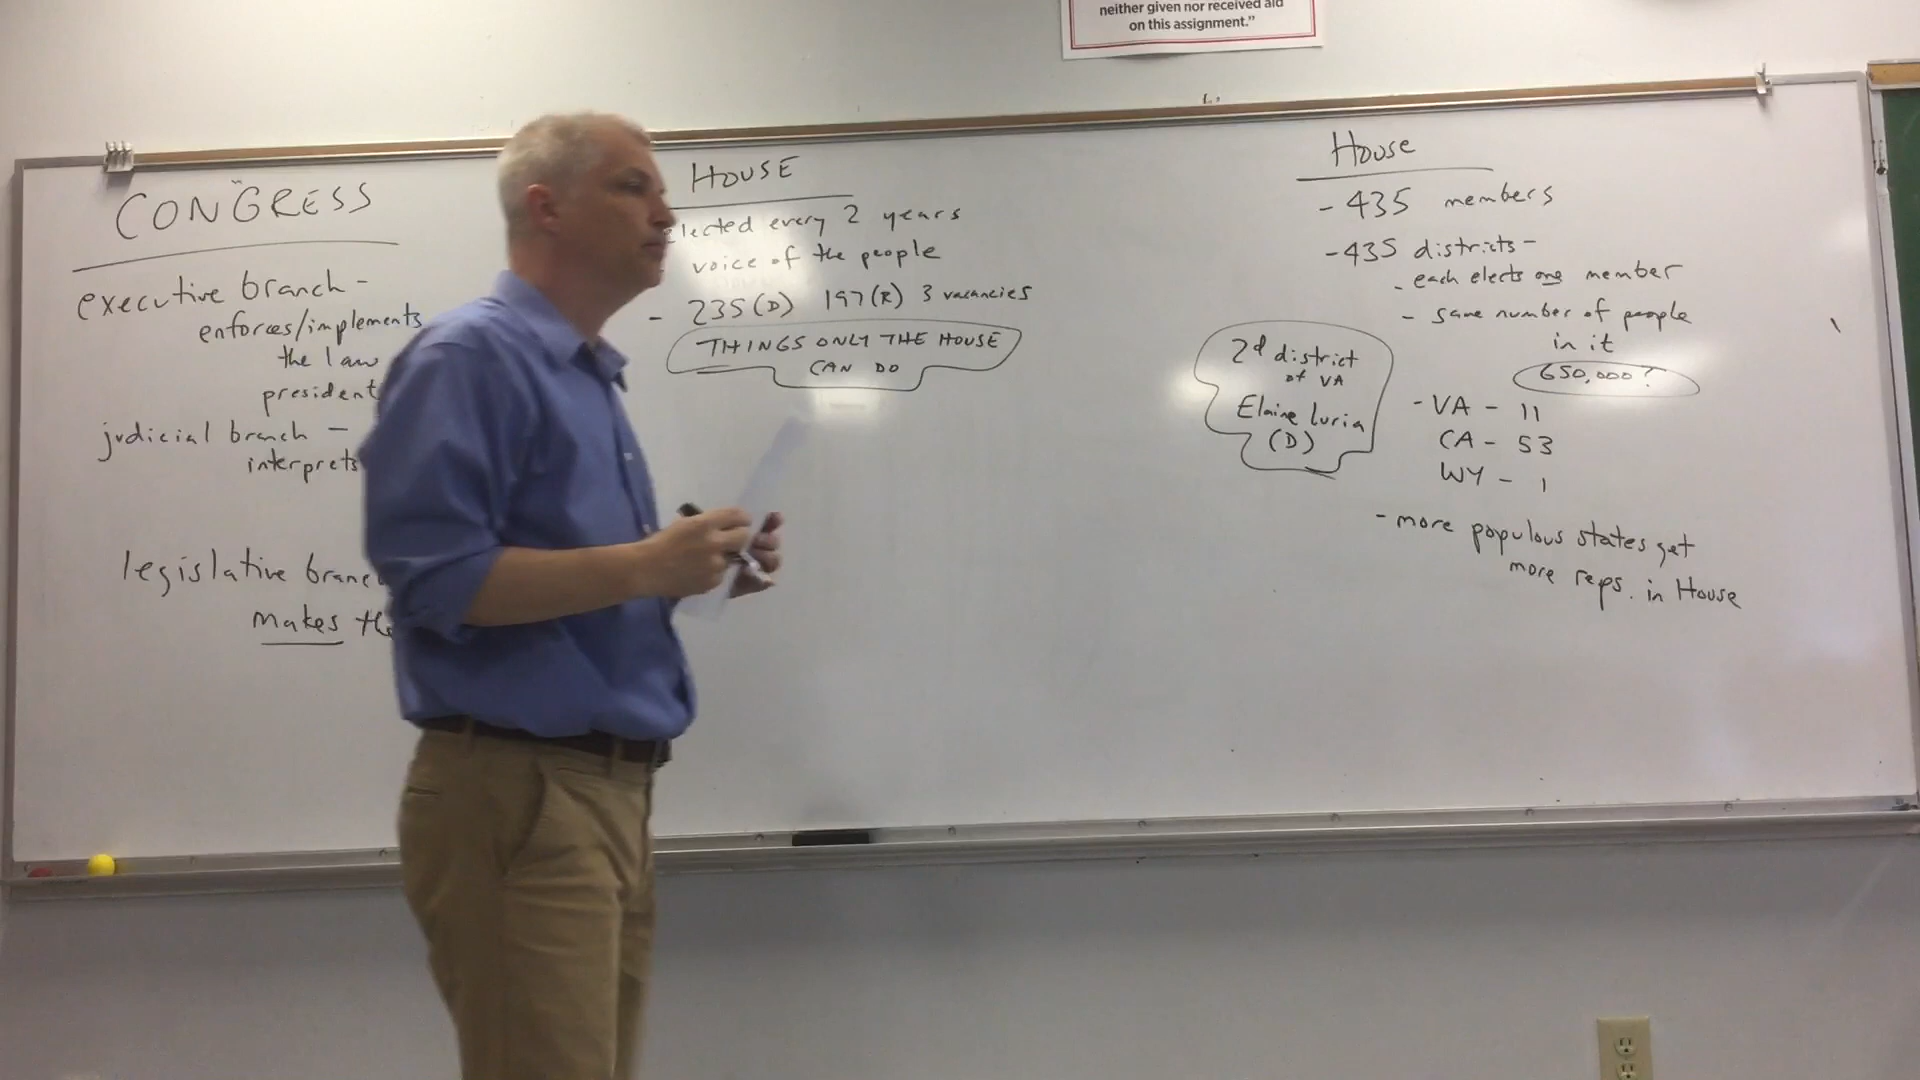 neither given nor received aid
on this assignment.”
CONGRESS
executive branch -
enforces/implements
the law
president
judicial branch -
interprets
legislative branc
makes the
HOUSE
elected every 2 years
voice of the people
- 235(D) 197(R) 3 vacancies
THINGS ONLY THE HOUSE
CAN DO
House
- 435 members
- 435 districts -
- each elects one member
- same number of people
in it
650,000?
2d district
of VA
Elaine Luria
(D)
- VA - 11
CA - 53
WY - 1
- more populous states get
more reps. in House